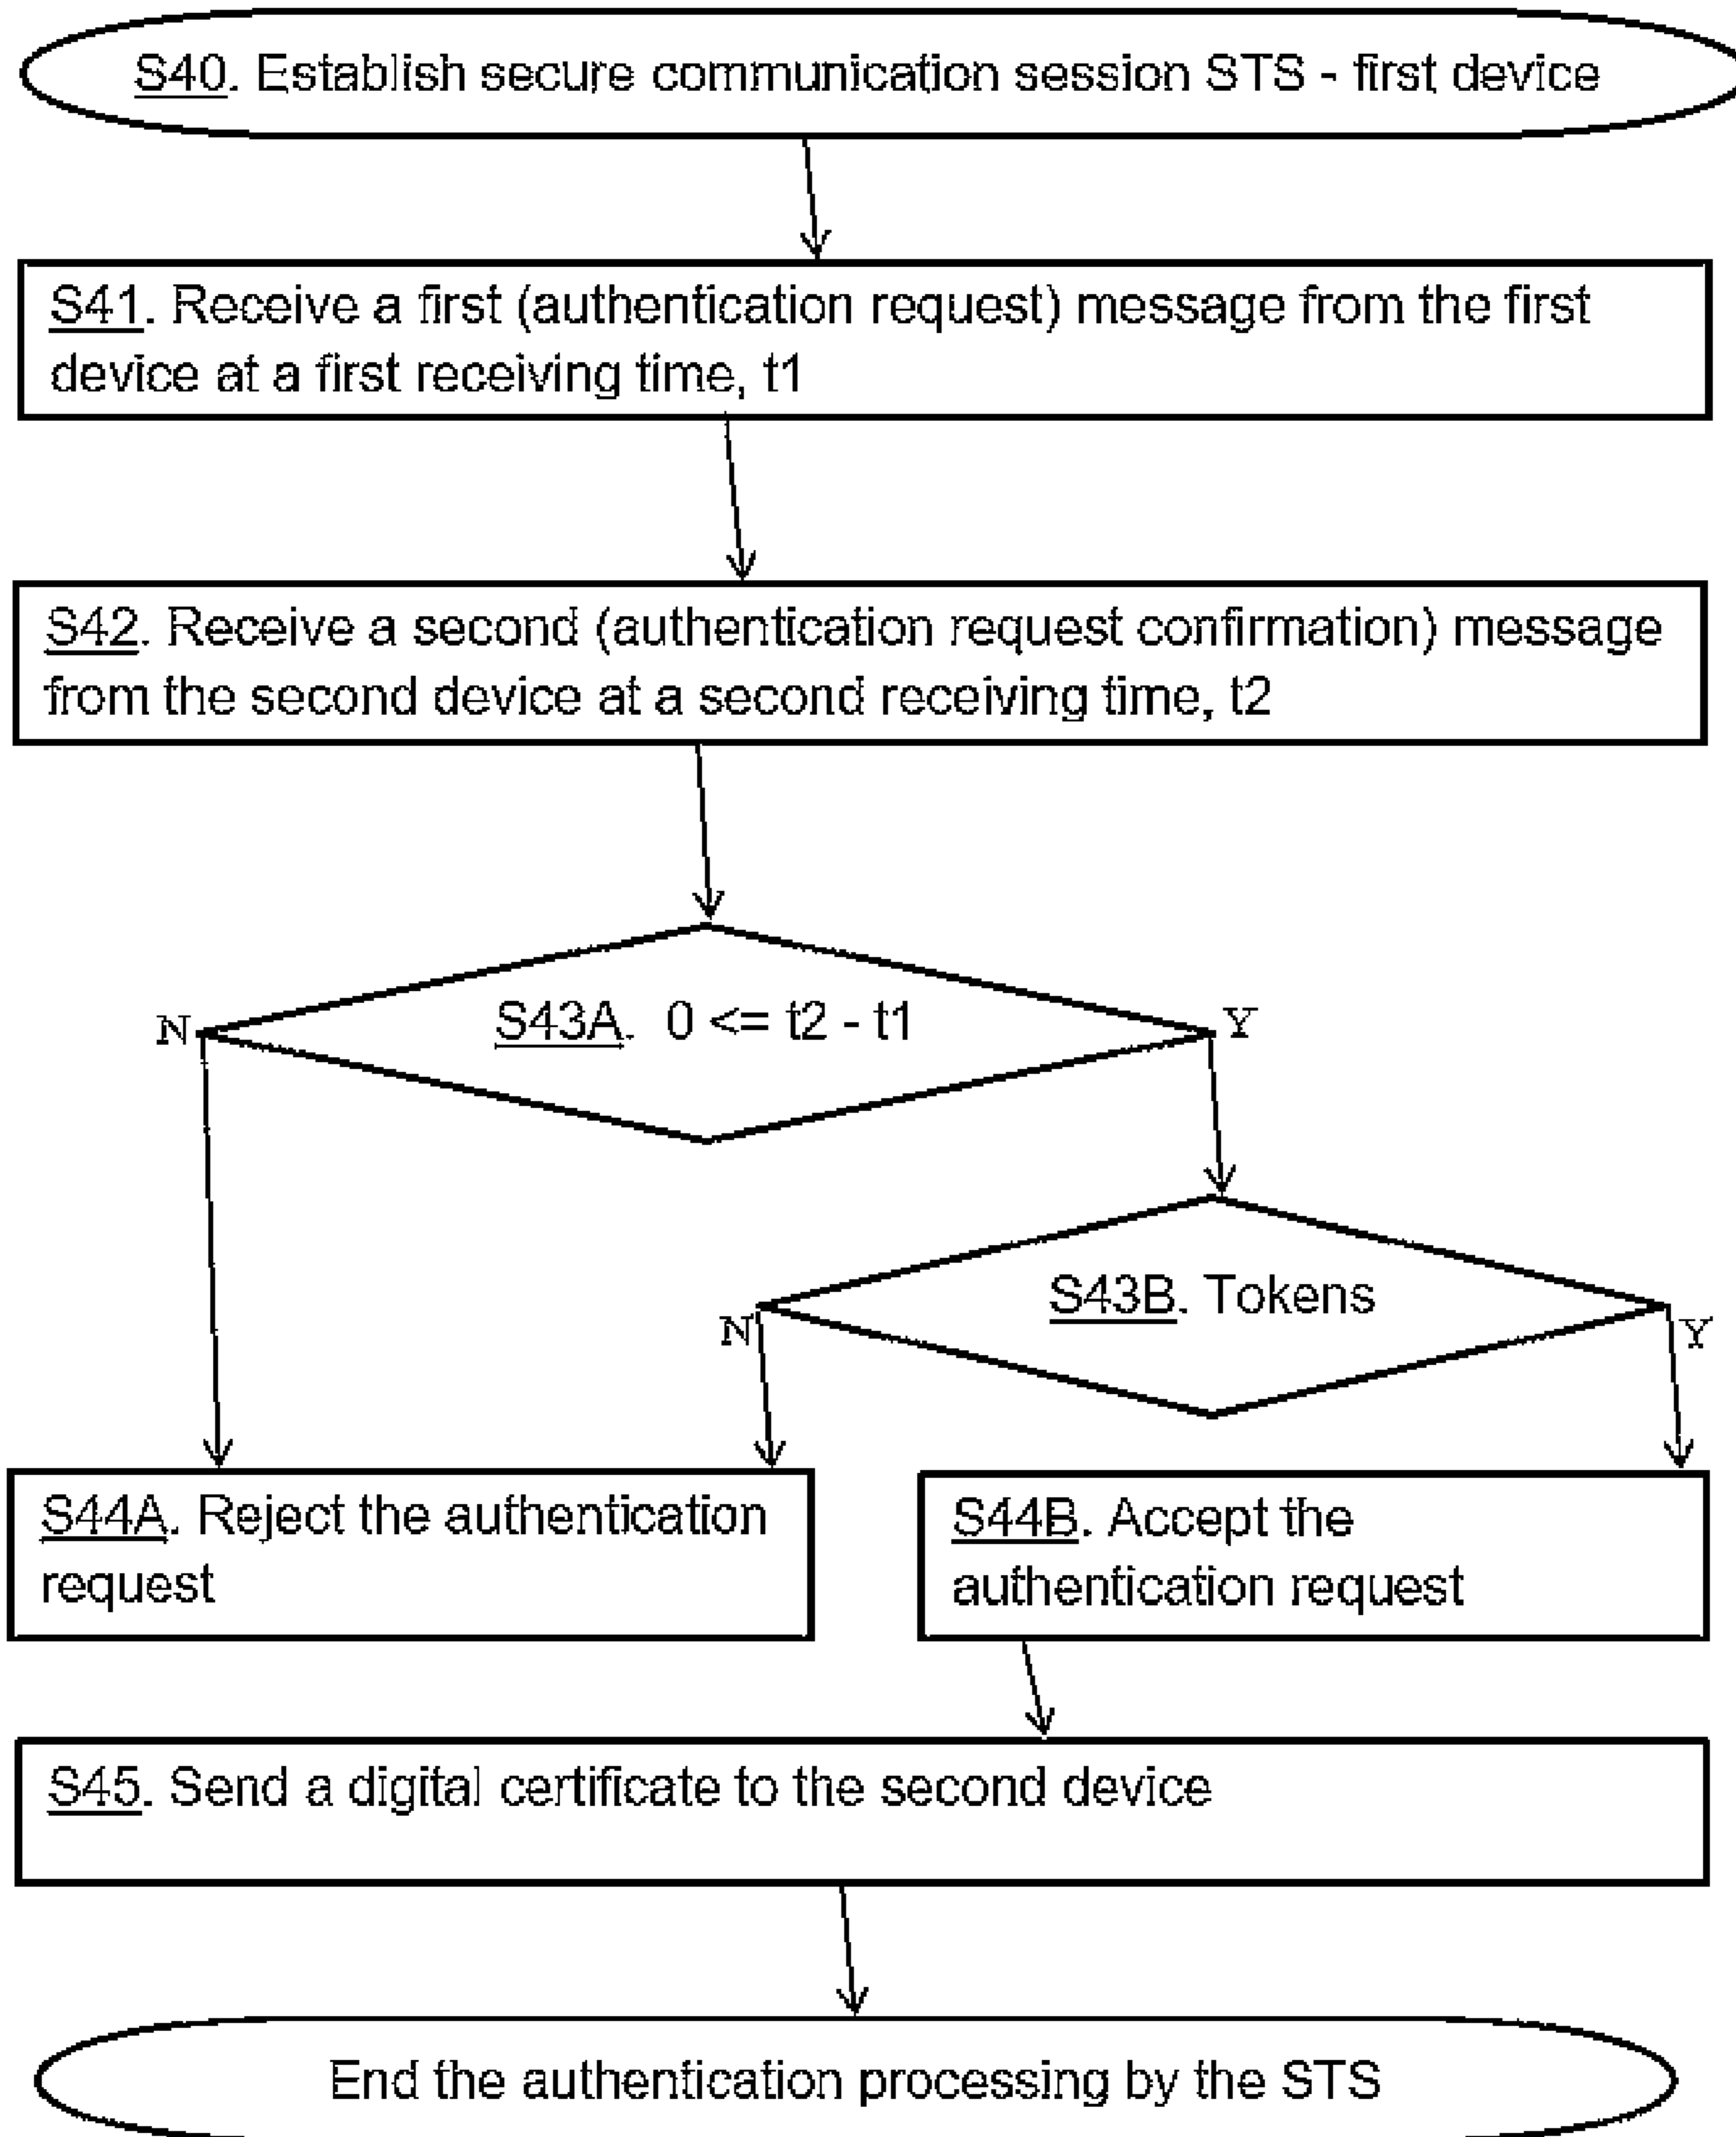 S40. Establish secure communication session STS - first device
S41. Receive a first (authentication request) message from the first
device at a first receiving time, t1
S42. Receive a second (authentication request confirmation) message
from the second device at a second receiving time, t2
S43A. 0 <= t2 - t1
N
Y
S43B. Tokens
N
Y
S44A. Reject the authentication
request
S44B. Accept the
authentication request
S45. Send a digital certificate to the second device
End the authentication processing by the STS